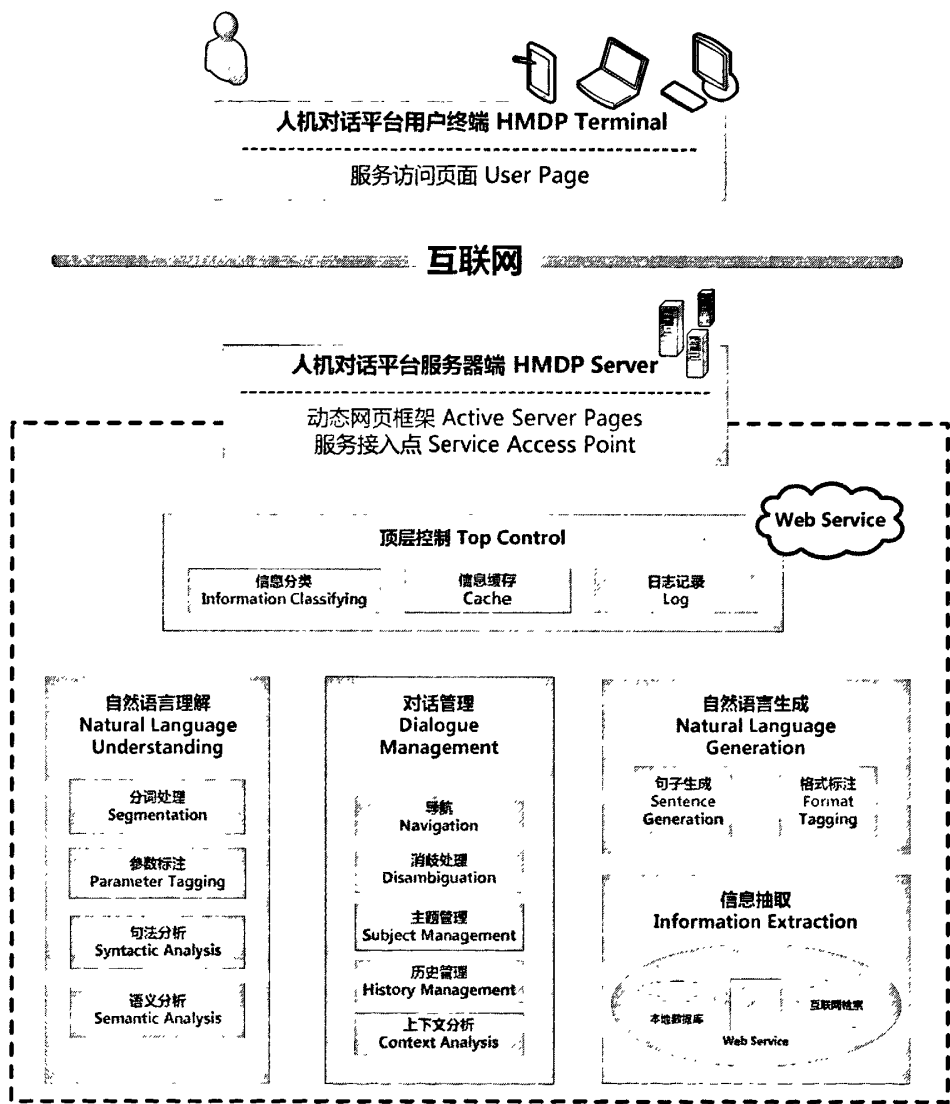 人机对话平台用户终端 HMDP Terminal
服务访问页面 User Page
互联网
人机对话平台服务器端 HMDP Server
动态网页框架 Active Server Pages
服务接入点 Service Access Point
Web Service
顶层控制 Top Control
信息分类
Information Classifying
信息缓存
Cache
日志记录
Log
自然语言理解
Natural Language
Understanding
分词处理
Segmentation
参数标注
Parameter Tagging
句法分析
Syntactic Analysis
语义分析
Semantic Analysis
对话管理
Dialogue
Management
导航
Navigation
消歧处理
Disambiguation
主题管理
Subject Management
历史管理
History Management
上下文分析
Context Analysis
自然语言生成
Natural Language
Generation
句子生成
Sentence
Generation
格式标注
Format
Tagging
信息抽取
Information Extraction
本地数据库
Web Service
互联网检索